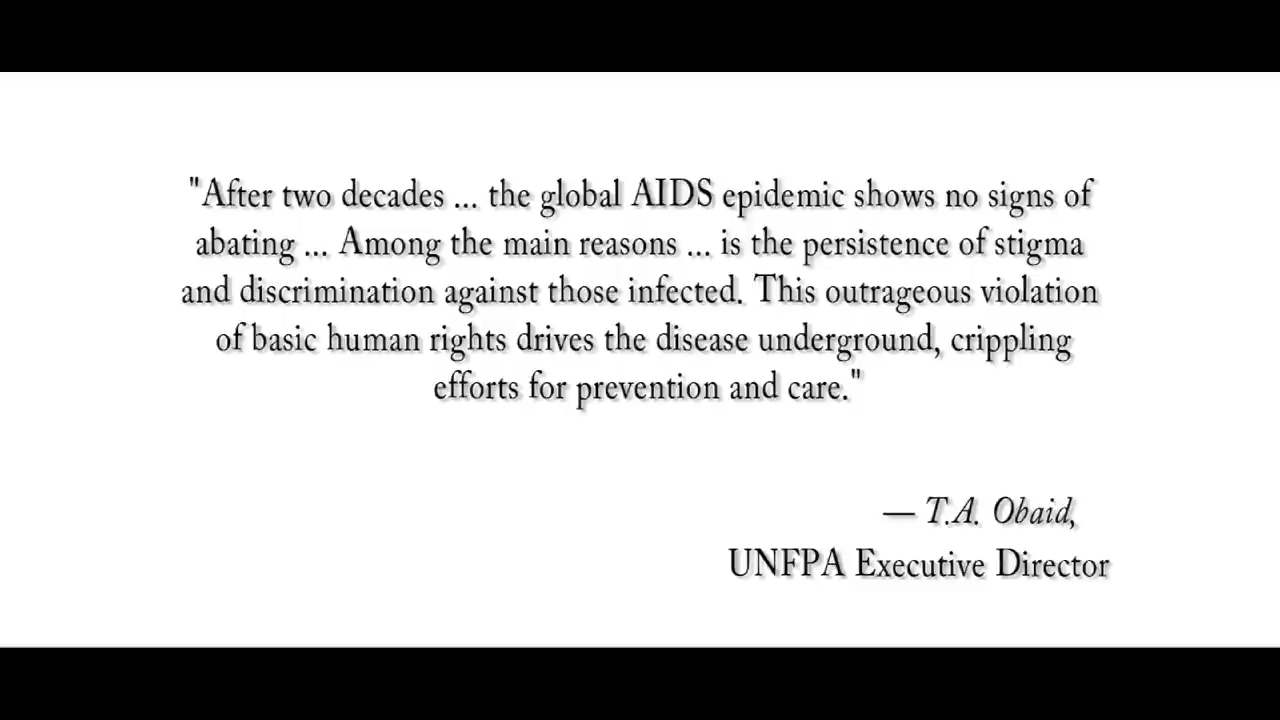 "After two decades ... the global AIDS epidemic shows no signs of
abating ... Among the main reasons ... is the persistence of stigma
and discrimination against those infected. This outrageous violation
of basic human rights drives the disease underground, crippling
efforts for prevention and care."
— T.A. Obaid,
UNFPA Executive Director